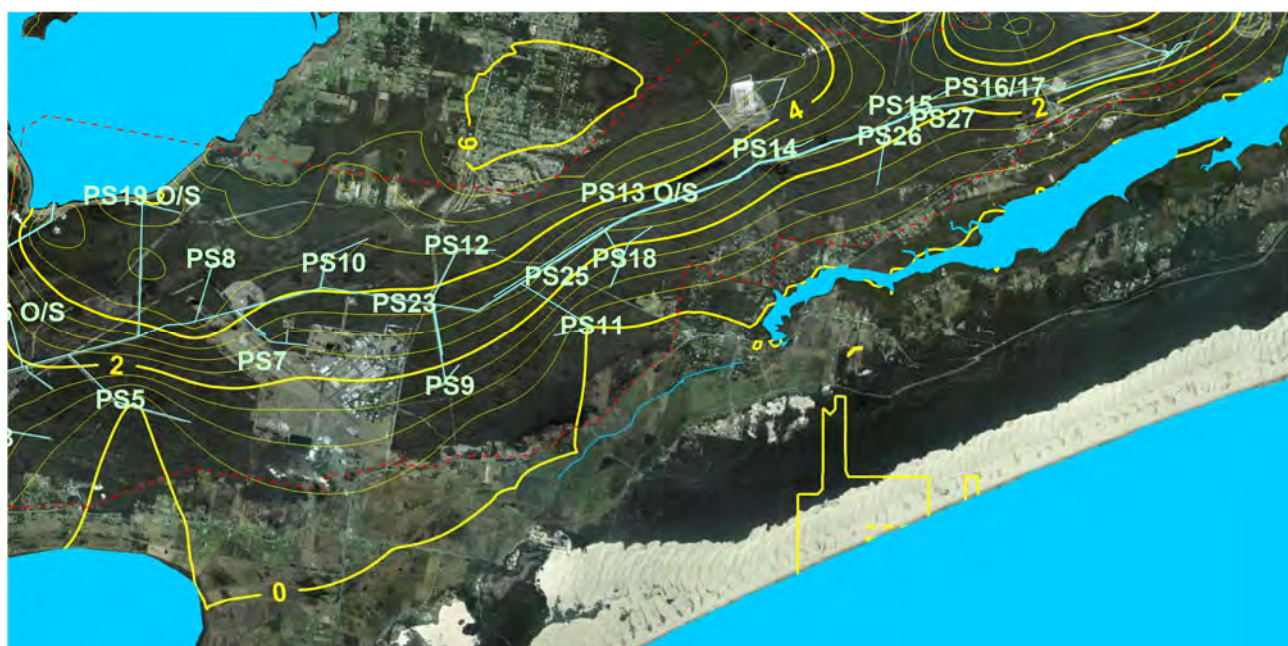 PS16/17
4
PS15
2
PS27
PS26
6
PS14
PS19 O/S
PS13 O/S
PS12
PS8
PS10
PS18
PS25
PS23
O/S
PS11
PS7
2
PS9
PS5
0